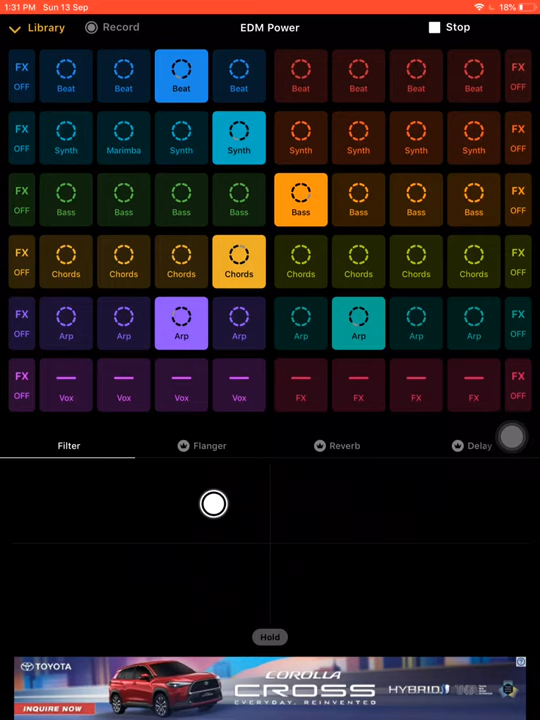 1:31 PM Sun 13 Sep 18%
Library Record EDM Power Stop
FX Beat Beat Beat Beat Beat Beat Beat Beat FX
OFF OFF
FX Synth Marimba Synth Synth Synth Synth Synth Synth FX
OFF OFF
FX Bass Bass Bass Bass Bass Bass Bass Bass FX
OFF OFF
FX Chords Chords Chords Chords Chords Chords Chords Chords FX
OFF OFF
FX Arp Arp Arp Arp Arp Arp Arp Arp FX
OFF OFF
FX Vox Vox Vox Vox FX FX FX FX FX
OFF OFF
Filter Flanger Reverb Delay
Hold
TOYOTA
INQUIRE NOW
COROLLA
CROSS
EVERYDAY, REINVENTED
HYBRID